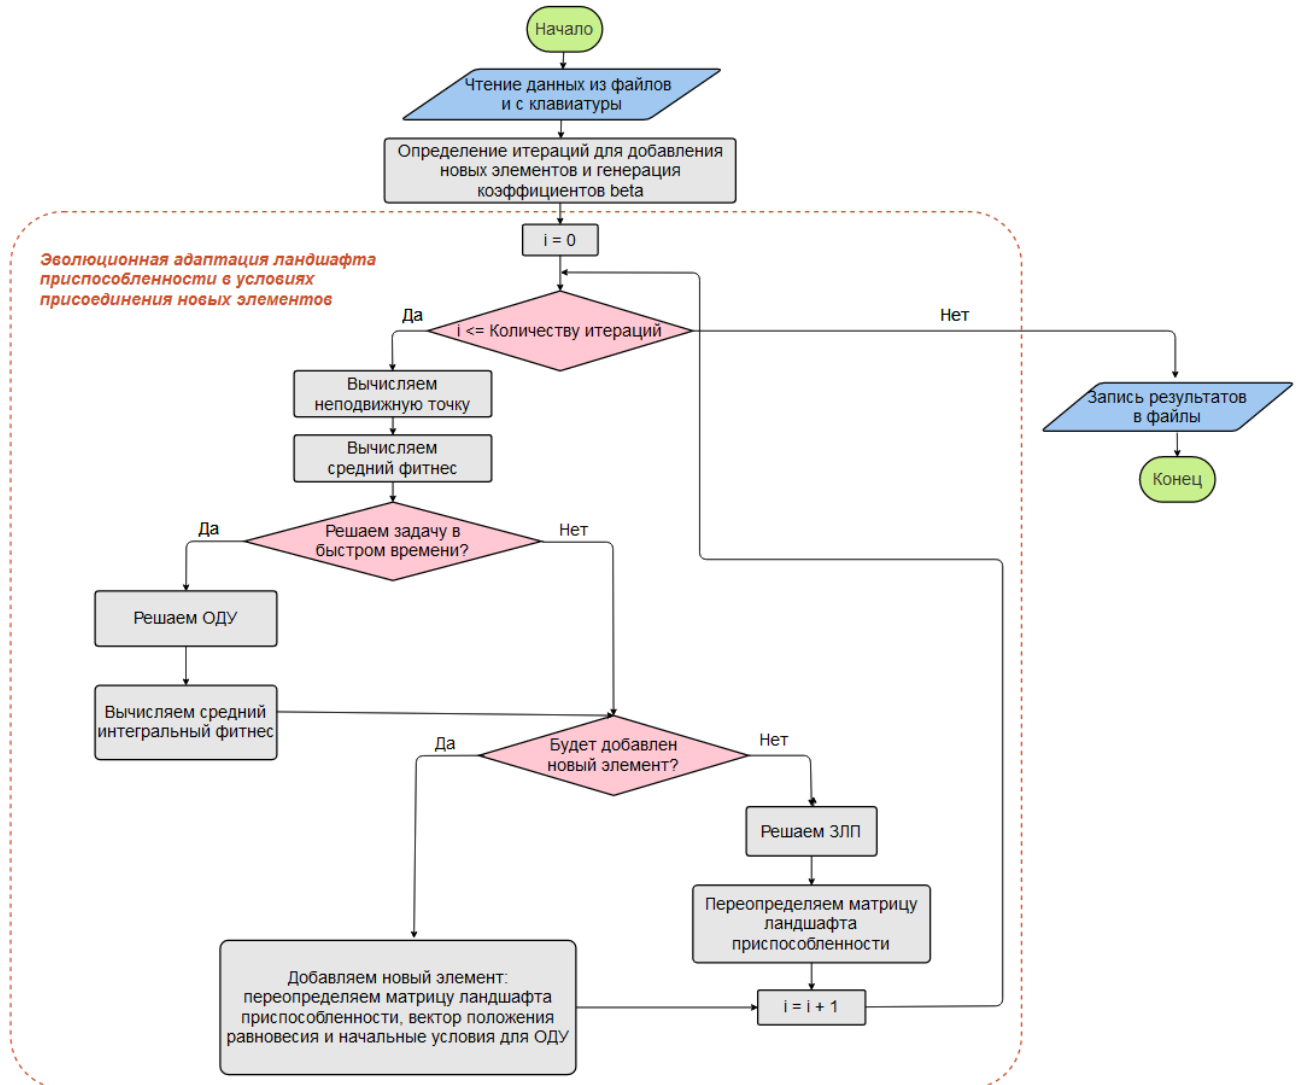 Начало
Чтение данных из файлов
и с клавиатуры
Определение итераций для добавления
новых элементов и генерация
коэффициентов beta
i = 0
Эволюционная адаптация ландшафта
приспособленности в условиях
присоединения новых элементов
Да
i <= Количеству итераций
Нет
Вычисляем
неподвижную точку
Запись результатов
в файлы
Вычисляем
средний фитнес
Конец
Да
Решаем задачу в
быстром времени?
Нет
Решаем ОДУ
Вычисляем средний
интегральный фитнес
Да
Будет добавлен
новый элемент?
Нет
Решаем ЗЛП
Переопределяем матрицу
ландшафта
приспособленности
Добавляем новый элемент:
переопределяем матрицу ландшафта
приспособленности, вектор положения
равновесия и начальные условия для ОДУ
i = i + 1